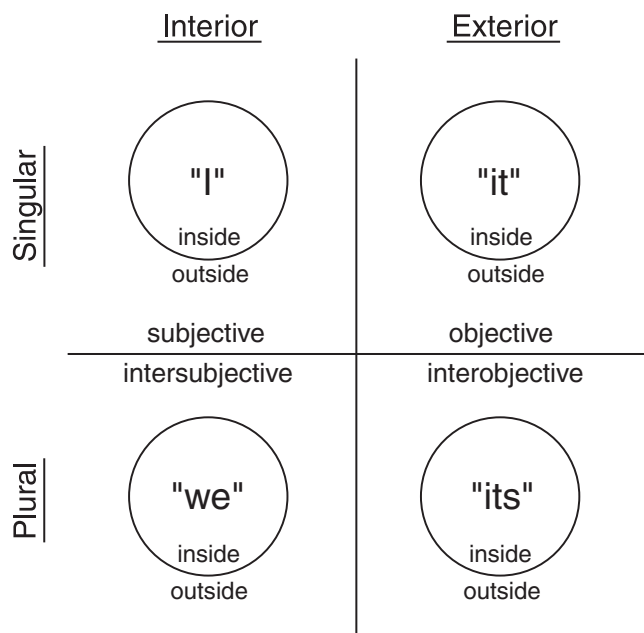 Interior
Exterior
Singular
"I"
inside
outside
subjective
"it"
inside
outside
objective
Plural
intersubjective
"we"
inside
outside
interobjective
"its"
inside
outside